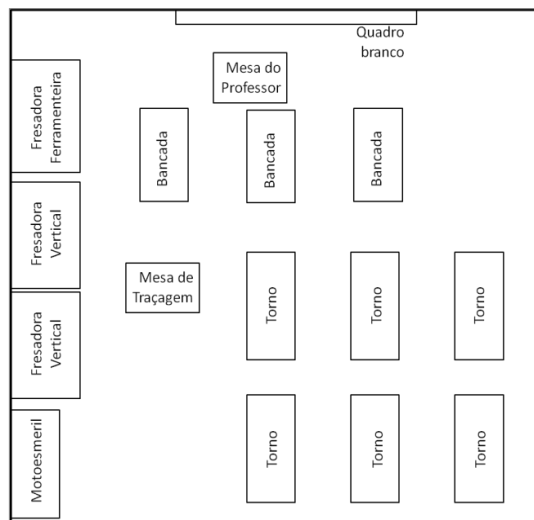 Quadro
branco
Mesa do
Professor
Fresadora
Ferramenteira
Bancada
Bancada
Bancada
Fresadora
Vertical
Mesa de
Traçagem
Torno
Torno
Torno
Fresadora
Vertical
Motoesmeril
Torno
Torno
Torno